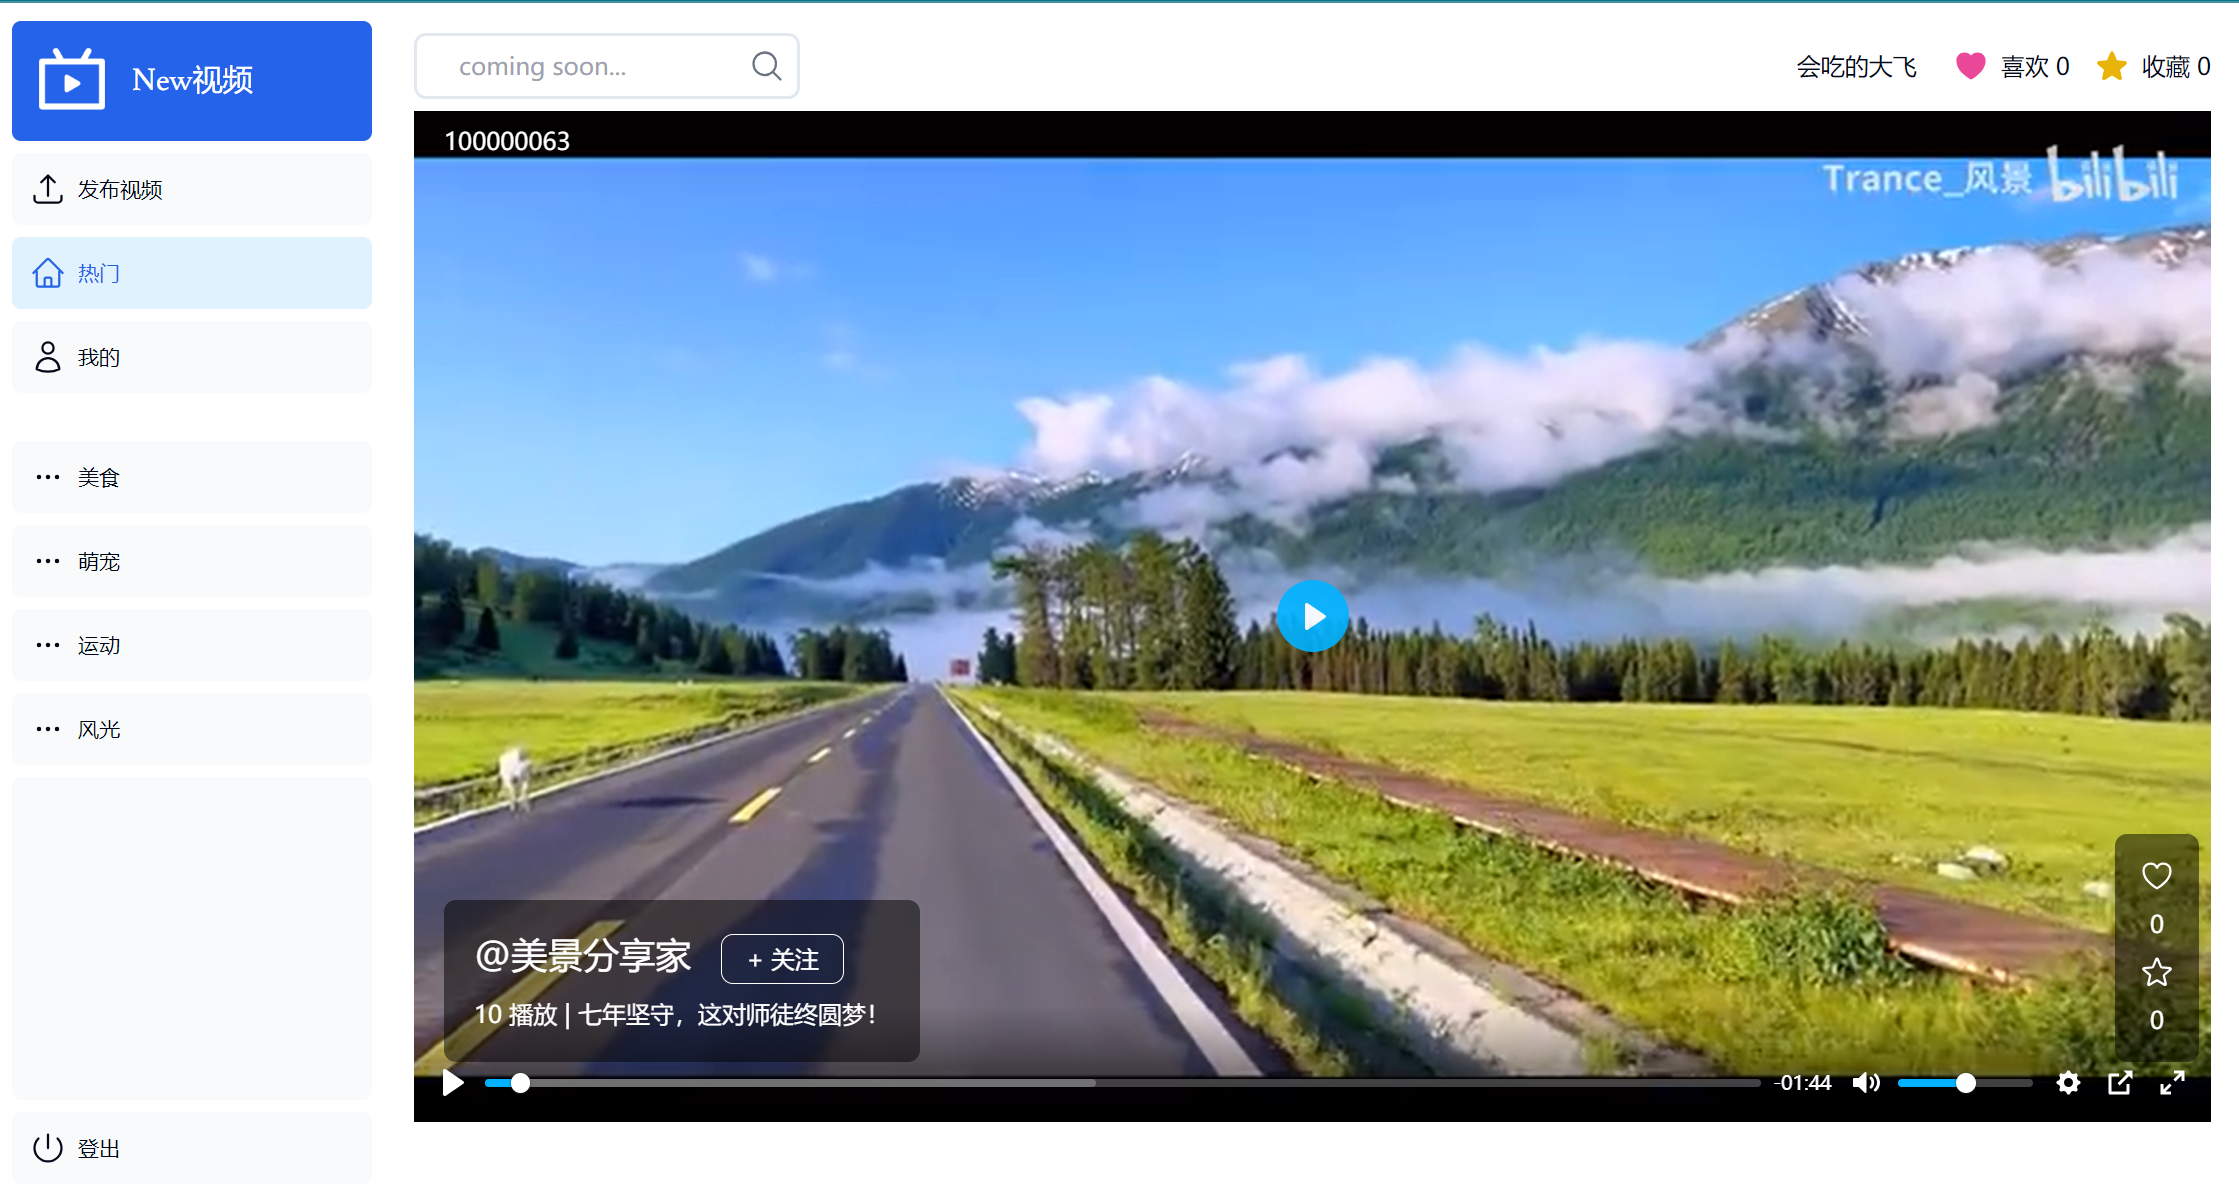 New视频
coming soon...
会吃的大飞
喜欢 0
收藏 0
发布视频
热门
我的
美食
萌宠
运动
风光
登出
100000063
Trance_风景 bilibili
@美景分享家
+ 关注
10 播放 | 七年坚守，这对师徒终圆梦！
0
0
-01:44